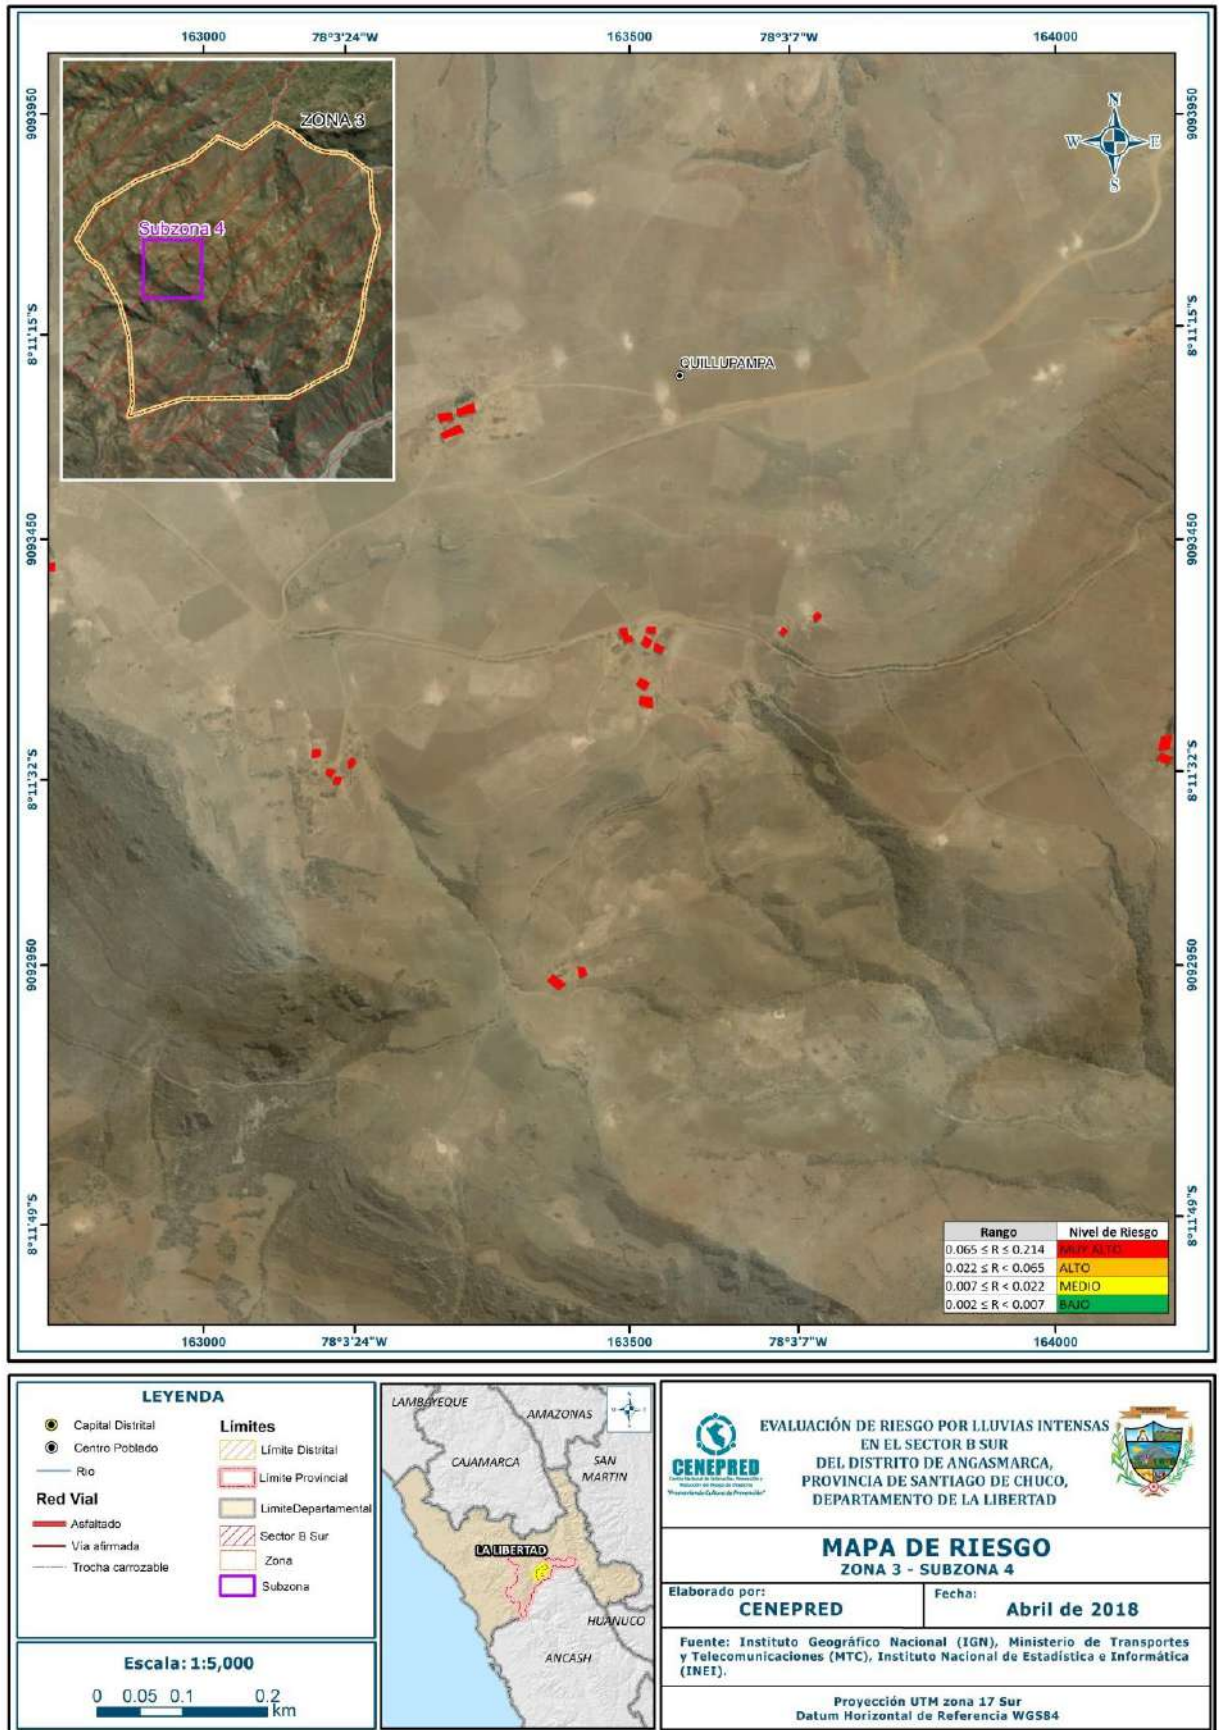 163000
78°3'24"W
163500
78°3'7"W
164000
9093950
9093950
ZONA 3
Subzona 4
8°11'15"S
8°11'15"S
QUILLUPAMPA
9093450
9093450
8°11'32"S
8°11'32"S
9092950
9092950
8°11'49"S
8°11'49"S
N
W
E
S
Rango
Nivel de Riesgo
0.065 ≤ R ≤ 0.214
MUY ALTO
0.022 ≤ R < 0.065
ALTO
0.007 ≤ R < 0.022
MEDIO
0.002 ≤ R < 0.007
BAJO
163000
78°3'24"W
163500
78°3'7"W
164000
LEYENDA
Capital Distrital
Centro Poblado
Rio
Red Vial
Asfaltado
Via afirmada
Trocha carrozable
Límites
Límite Distrital
Límite Provincial
LimiteDepartamental
Sector B Sur
Zona
Subzona
Escala: 1:5,000
0 0.05 0.1 0.2
km
LAMBAYEQUE
AMAZONAS
CAJAMARCA
SAN
MARTIN
LA LIBERTAD
HUANUCO
ANCASH
CENEPRED
EVALUACIÓN DE RIESGO POR LLUVIAS INTENSAS
EN EL SECTOR B SUR
DEL DISTRITO DE ANGASMARCA,
PROVINCIA DE SANTIAGO DE CHUCO,
DEPARTAMENTO DE LA LIBERTAD
MAPA DE RIESGO
ZONA 3 - SUBZONA 4
Elaborado por:
CENEPRED
Fecha:
Abril de 2018
Fuente: Instituto Geográfico Nacional (IGN), Ministerio de Transportes
y Telecomunicaciones (MTC), Instituto Nacional de Estadística e Informática
(INEI).
Proyección UTM zona 17 Sur
Datum Horizontal de Referencia WGS84